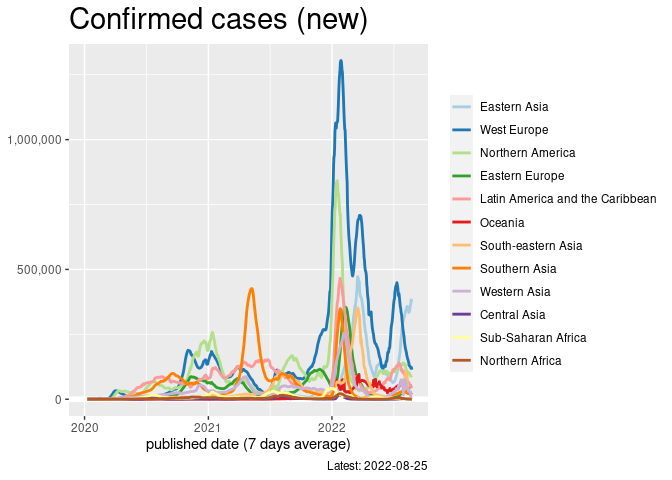 Confirmed cases (new)
1,000,000
500,000
0
2020
2021
2022
published date (7 days average)
Latest: 2022-08-25
Eastern Asia
West Europe
Northern America
Eastern Europe
Latin America and the Caribbean
Oceania
South-eastern Asia
Southern Asia
Western Asia
Central Asia
Sub-Saharan Africa
Northern Africa